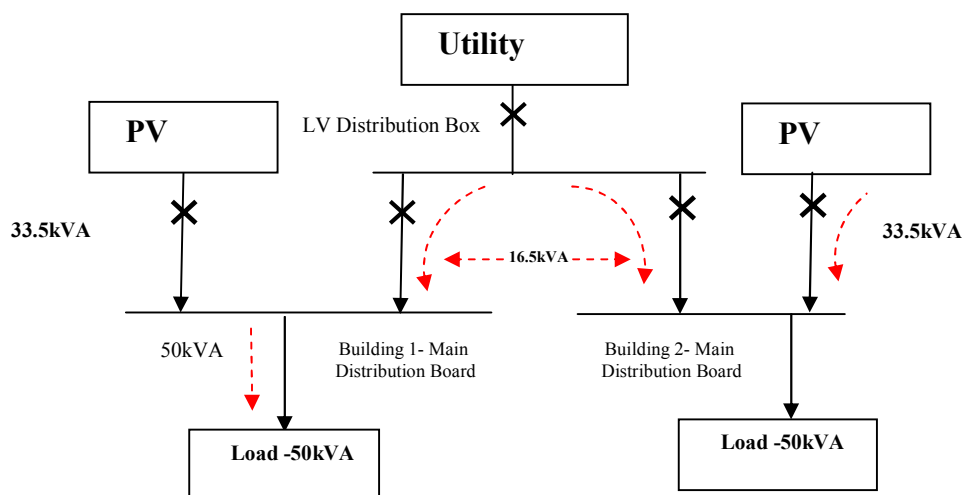 Utility
PV
LV Distribution Box
PV
33.5kVA
33.5kVA
16.5kVA
50kVA
Building 1- Main
Distribution Board
Building 2- Main
Distribution Board
Load -50kVA
Load -50kVA